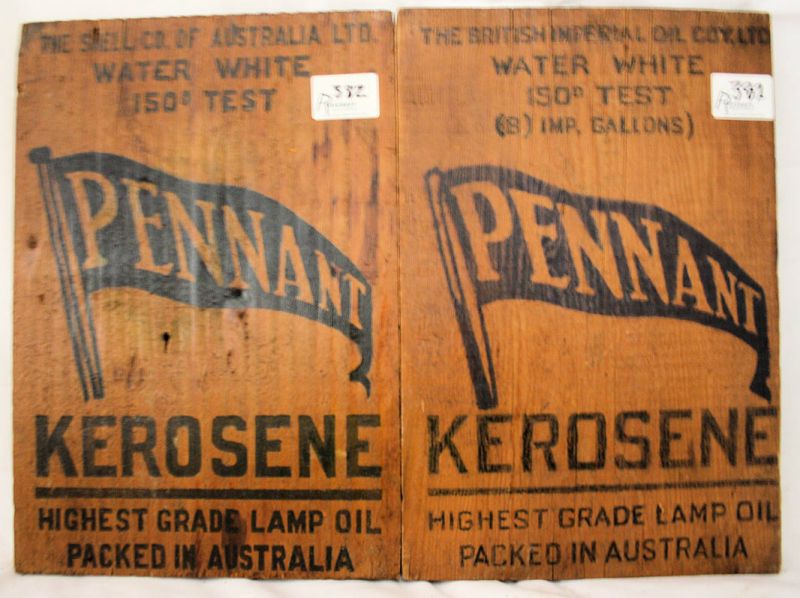 THE SHELL CO. OF AUSTRALIA LTD.
WATER WHITE
150° TEST
332
PENNANT
KEROSENE
HIGHEST GRADE LAMP OIL
PACKED IN AUSTRALIA
THE BRITISH IMPERIAL OIL COY. LTD
WATER WHITE
150° TEST
(8) IMP. GALLONS)
PENNANT
KEROSENE
HIGHEST GRADE LAMP OIL
PACKED IN AUSTRALIA